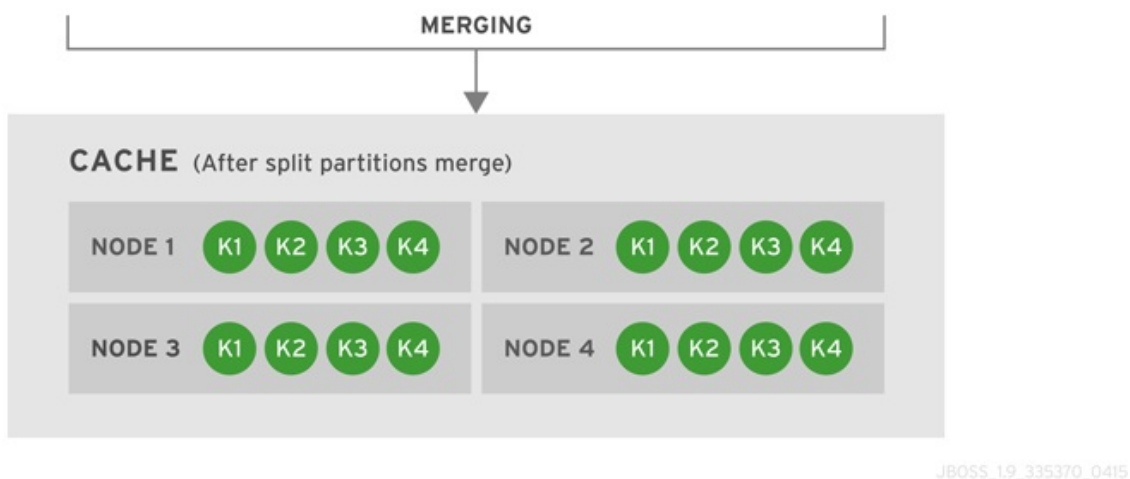 MERGING
CACHE (After split partitions merge)
NODE 1 K1 K2 K3 K4
NODE 2 K1 K2 K3 K4
NODE 3 K1 K2 K3 K4
NODE 4 K1 K2 K3 K4
JBOSS_1.9_335370_0415